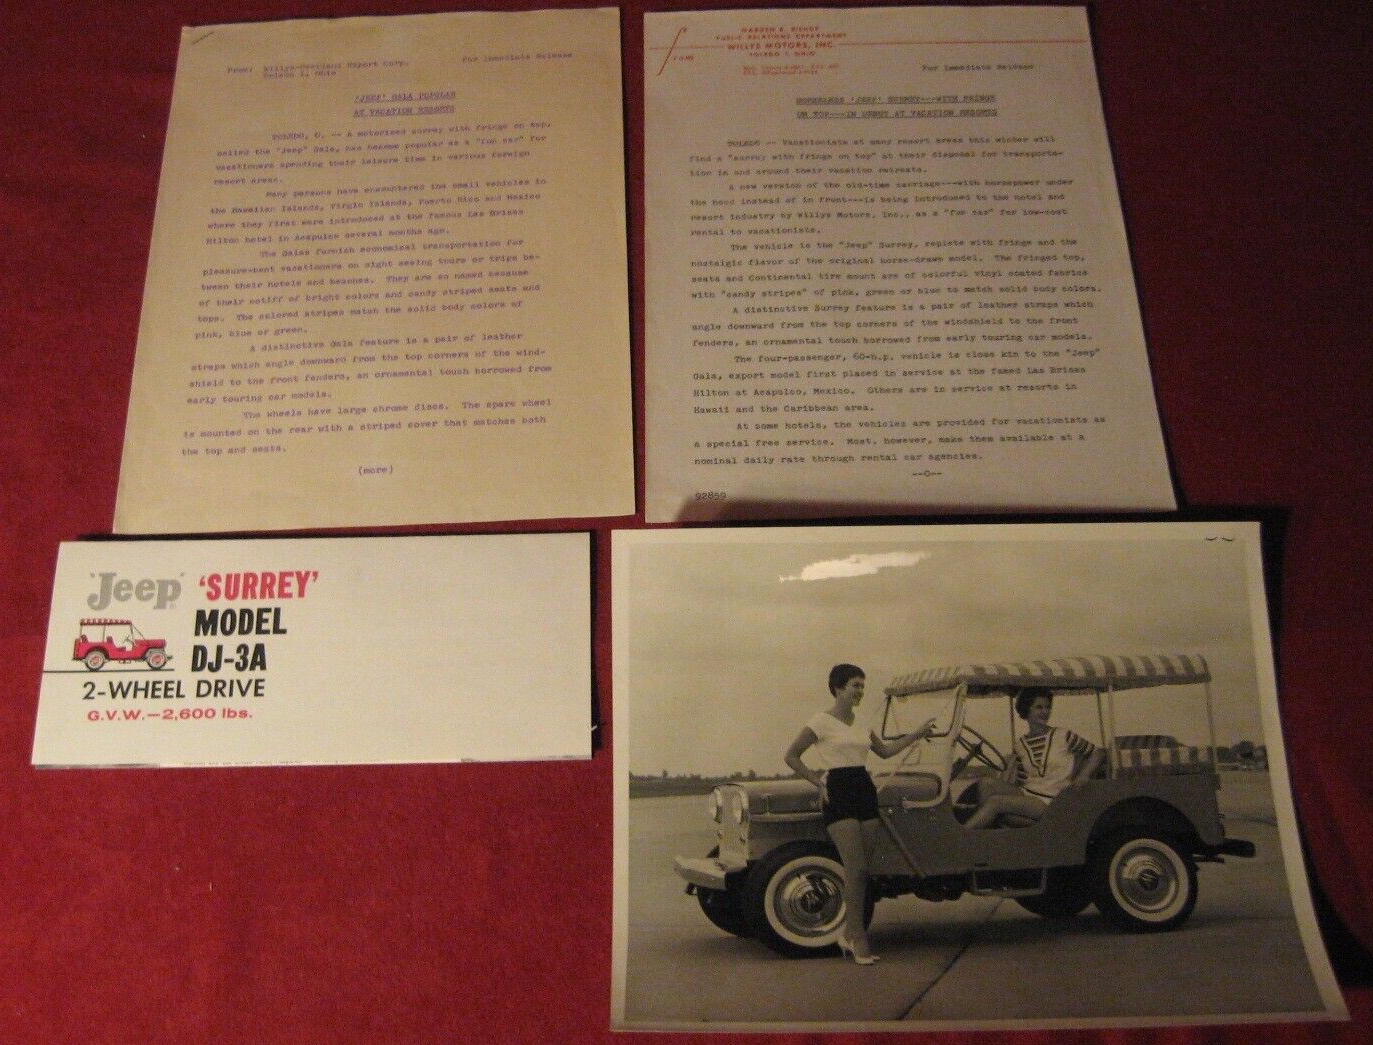 From: Willys-Overland Export Corp.
Toledo 1, Ohio
For Immediate Release
'JEEP' GALA POPULAR
AT VACATION RESORTS
TOLEDO, O. -- A motorized surrey with fringe on top,
called the "Jeep" Gala, has become popular as a "fun car" for
vacationers spending their leisure time in various foreign
resort areas.
Many persons have encountered the small vehicles in
the Hawaiian Islands, Virgin Islands, Puerto Rico and Mexico
where they first were introduced at the famous Las Brisas
Hilton hotel in Acapulco several months ago.
The Galas furnish economical transportation for
pleasure-bent vacationers on sight seeing tours or trips be-
tween their hotels and beaches. They are so named because
of their outfit of bright colors and candy striped seats and
tops. The colored stripes match the solid body colors of
pink, blue or green.
A distinctive Gala feature is a pair of leather
straps which angle downward from the top corners of the wind-
shield to the front fenders, an ornamental touch borrowed from
early touring car models.
The wheels have large chrome discs. The spare wheel
is mounted on the rear with a striped cover that matches both
the top and seats.
(more)
from
BISHOP
PUBLIC RELATIONS DEPARTMENT
WILLYS MOTORS, INC.
TOLEDO 1, OHIO
For Immediate Release
HORSELESS 'JEEP' SURREY---WITH FRINGE
ON TOP---IN DEBUT AT VACATION RESORTS
TOLEDO -- Vacationists at many resort areas this winter will
find a "surrey with fringe on top" at their disposal for transporta-
tion in and around their vacation retreats.
A new version of the old-time carriage---with horsepower under
the hood instead of in front---is being introduced to the hotel and
resort industry by Willys Motors, Inc., as a "fun car" for low-cost
rental to vacationists.
The vehicle is the "Jeep" Surrey, replete with fringe and the
nostalgic flavor of the original horse-drawn model. The fringed top,
seats and Continental tire mount are of colorful vinyl coated fabrics
with "candy stripes" of pink, green or blue to match solid body colors.
A distinctive Surrey feature is a pair of leather straps which
angle downward from the top corners of the windshield to the front
fenders, an ornamental touch borrowed from early touring car models.
The four-passenger, 60-h.p. vehicle is close kin to the "Jeep"
Gala, export model first placed in service at the famed Las Brisas
Hilton at Acapulco, Mexico. Others are in service at resorts in
Hawaii and the Caribbean area.
At some hotels, the vehicles are provided for vacationists as
a special free service. Most, however, make them available at a
nominal daily rate through rental car agencies.
--O--
92859
'Jeep' 'SURREY'
MODEL
DJ-3A
2-WHEEL DRIVE
G.V.W.—2,600 lbs.